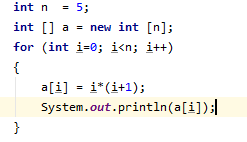 int n  = 5;
int [] a = new int [n];
for (int i=0; i<n; i++)
{
    a[i] = i*(i+1);
    System.out.println(a[i]);
}